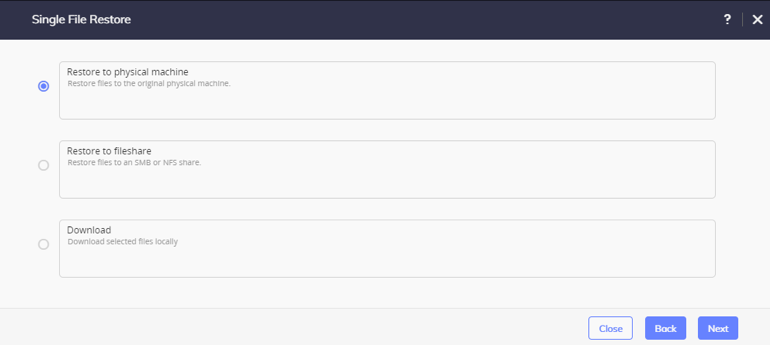 Single File Restore
?
Restore to physical machine
Restore files to the original physical machine.
Restore to fileshare
Restore files to an SMB or NFS share.
Download
Download selected files locally
Close Back Next